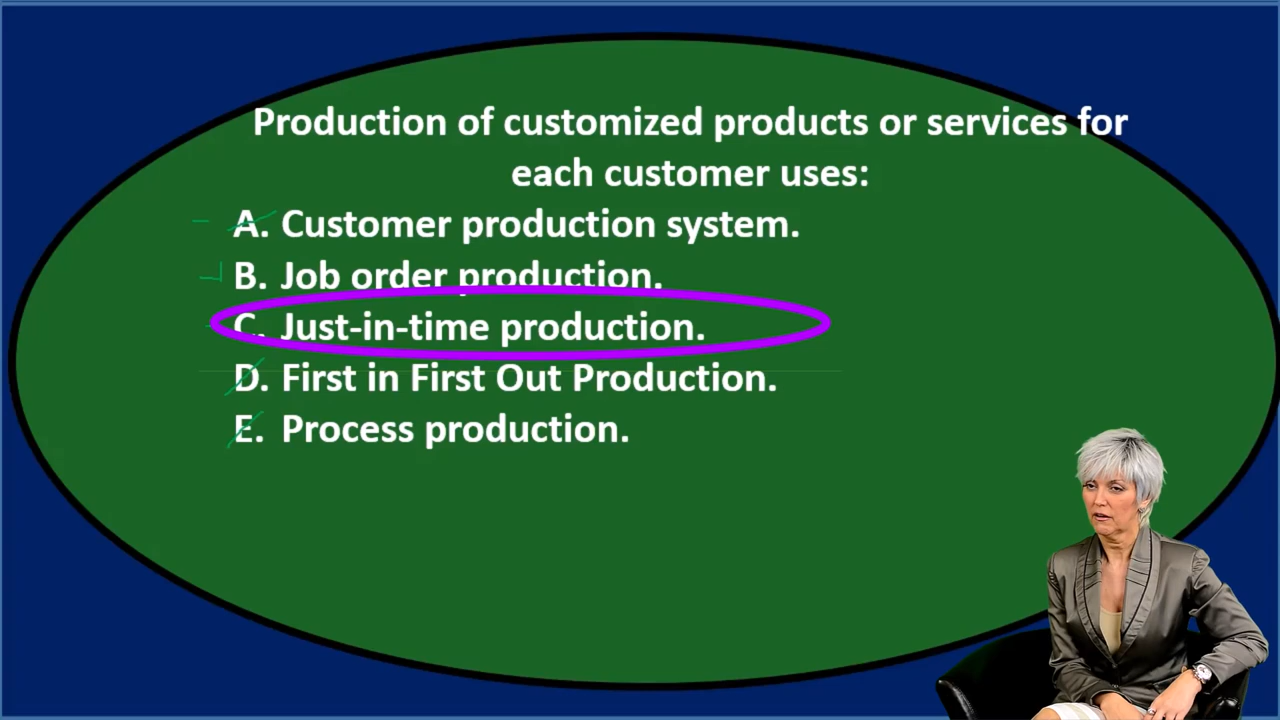 Production of customized products or services for
each customer uses:
A. Customer production system.
B. Job order production.
C. Just-in-time production.
D. First in First Out Production.
E. Process production.